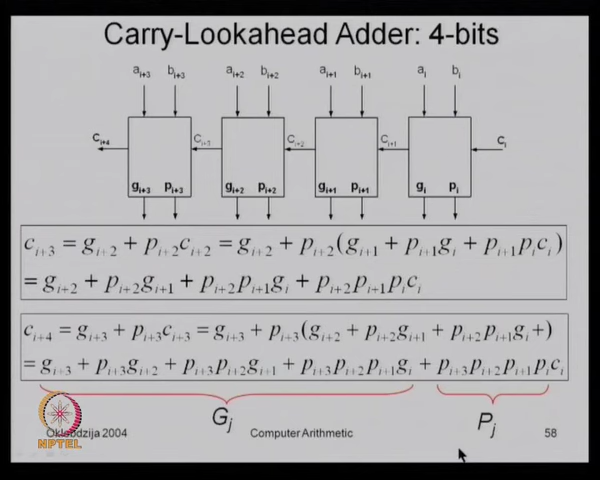 Carry-Lookahead Adder: 4-bits
a_{i+3} b_{i+3} a_{i+2} b_{i+2} a_{i+1} b_{i+1} a_i b_i
c_{i+4} C_{i+3} C_{i+2} C_{i+1} c_i
g_{i+3} p_{i+3} g_{i+2} p_{i+2} g_{i+1} p_{i+1} g_i p_i
c_{i+3} = g_{i+2} + p_{i+2}c_{i+2} = g_{i+2} + p_{i+2}(g_{i+1} + p_{i+1}g_i + p_{i+1}p_ic_i)
= g_{i+2} + p_{i+2}g_{i+1} + p_{i+2}p_{i+1}g_i + p_{i+2}p_{i+1}p_ic_i
c_{i+4} = g_{i+3} + p_{i+3}c_{i+3} = g_{i+3} + p_{i+3}(g_{i+2} + p_{i+2}g_{i+1} + p_{i+2}p_{i+1}g_i+)
= g_{i+3} + p_{i+3}g_{i+2} + p_{i+3}p_{i+2}g_{i+1} + p_{i+3}p_{i+2}p_{i+1}g_i + p_{i+3}p_{i+2}p_{i+1}p_ic_i
G_j P_j
Oklobdzija 2004 Computer Arithmetic 58
NPTEL